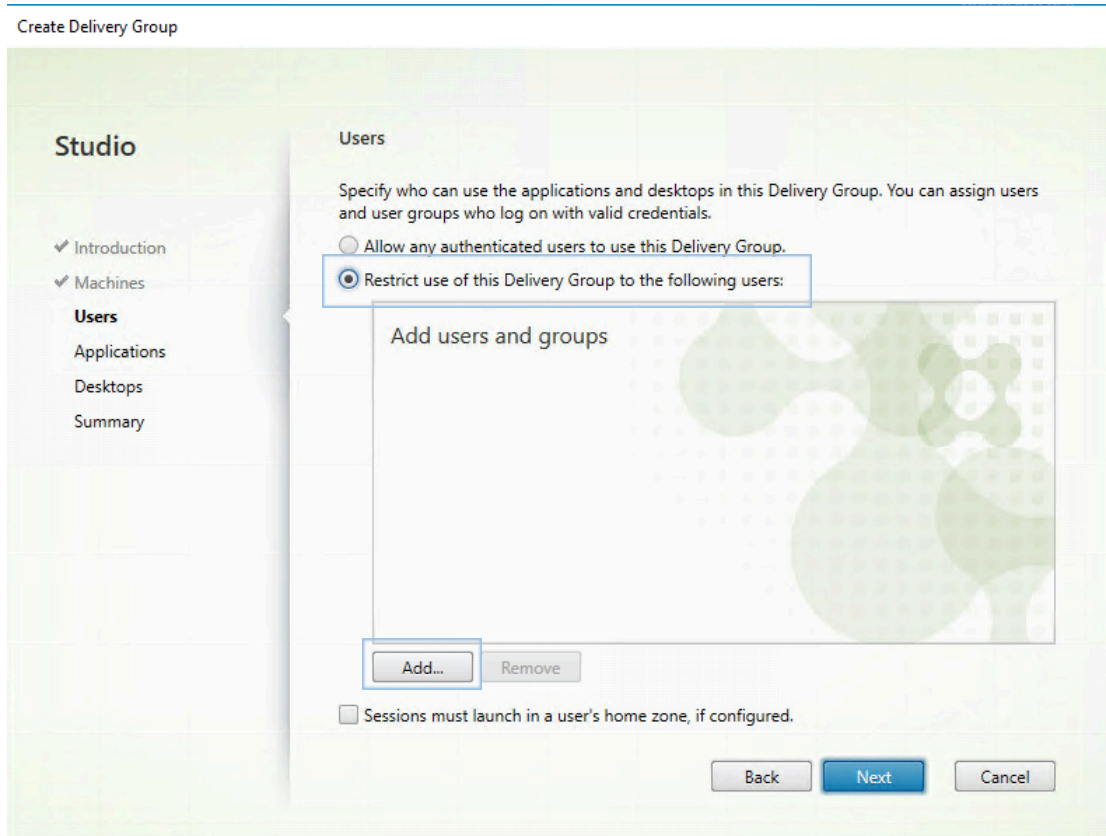 Create Delivery Group
Studio
Introduction
Machines
Users
Applications
Desktops
Summary
Users
Specify who can use the applications and desktops in this Delivery Group. You can assign users
and user groups who log on with valid credentials.
Allow any authenticated users to use this Delivery Group.
Restrict use of this Delivery Group to the following users:
Add users and groups
Add...
Remove
Sessions must launch in a user's home zone, if configured.
Back
Next
Cancel